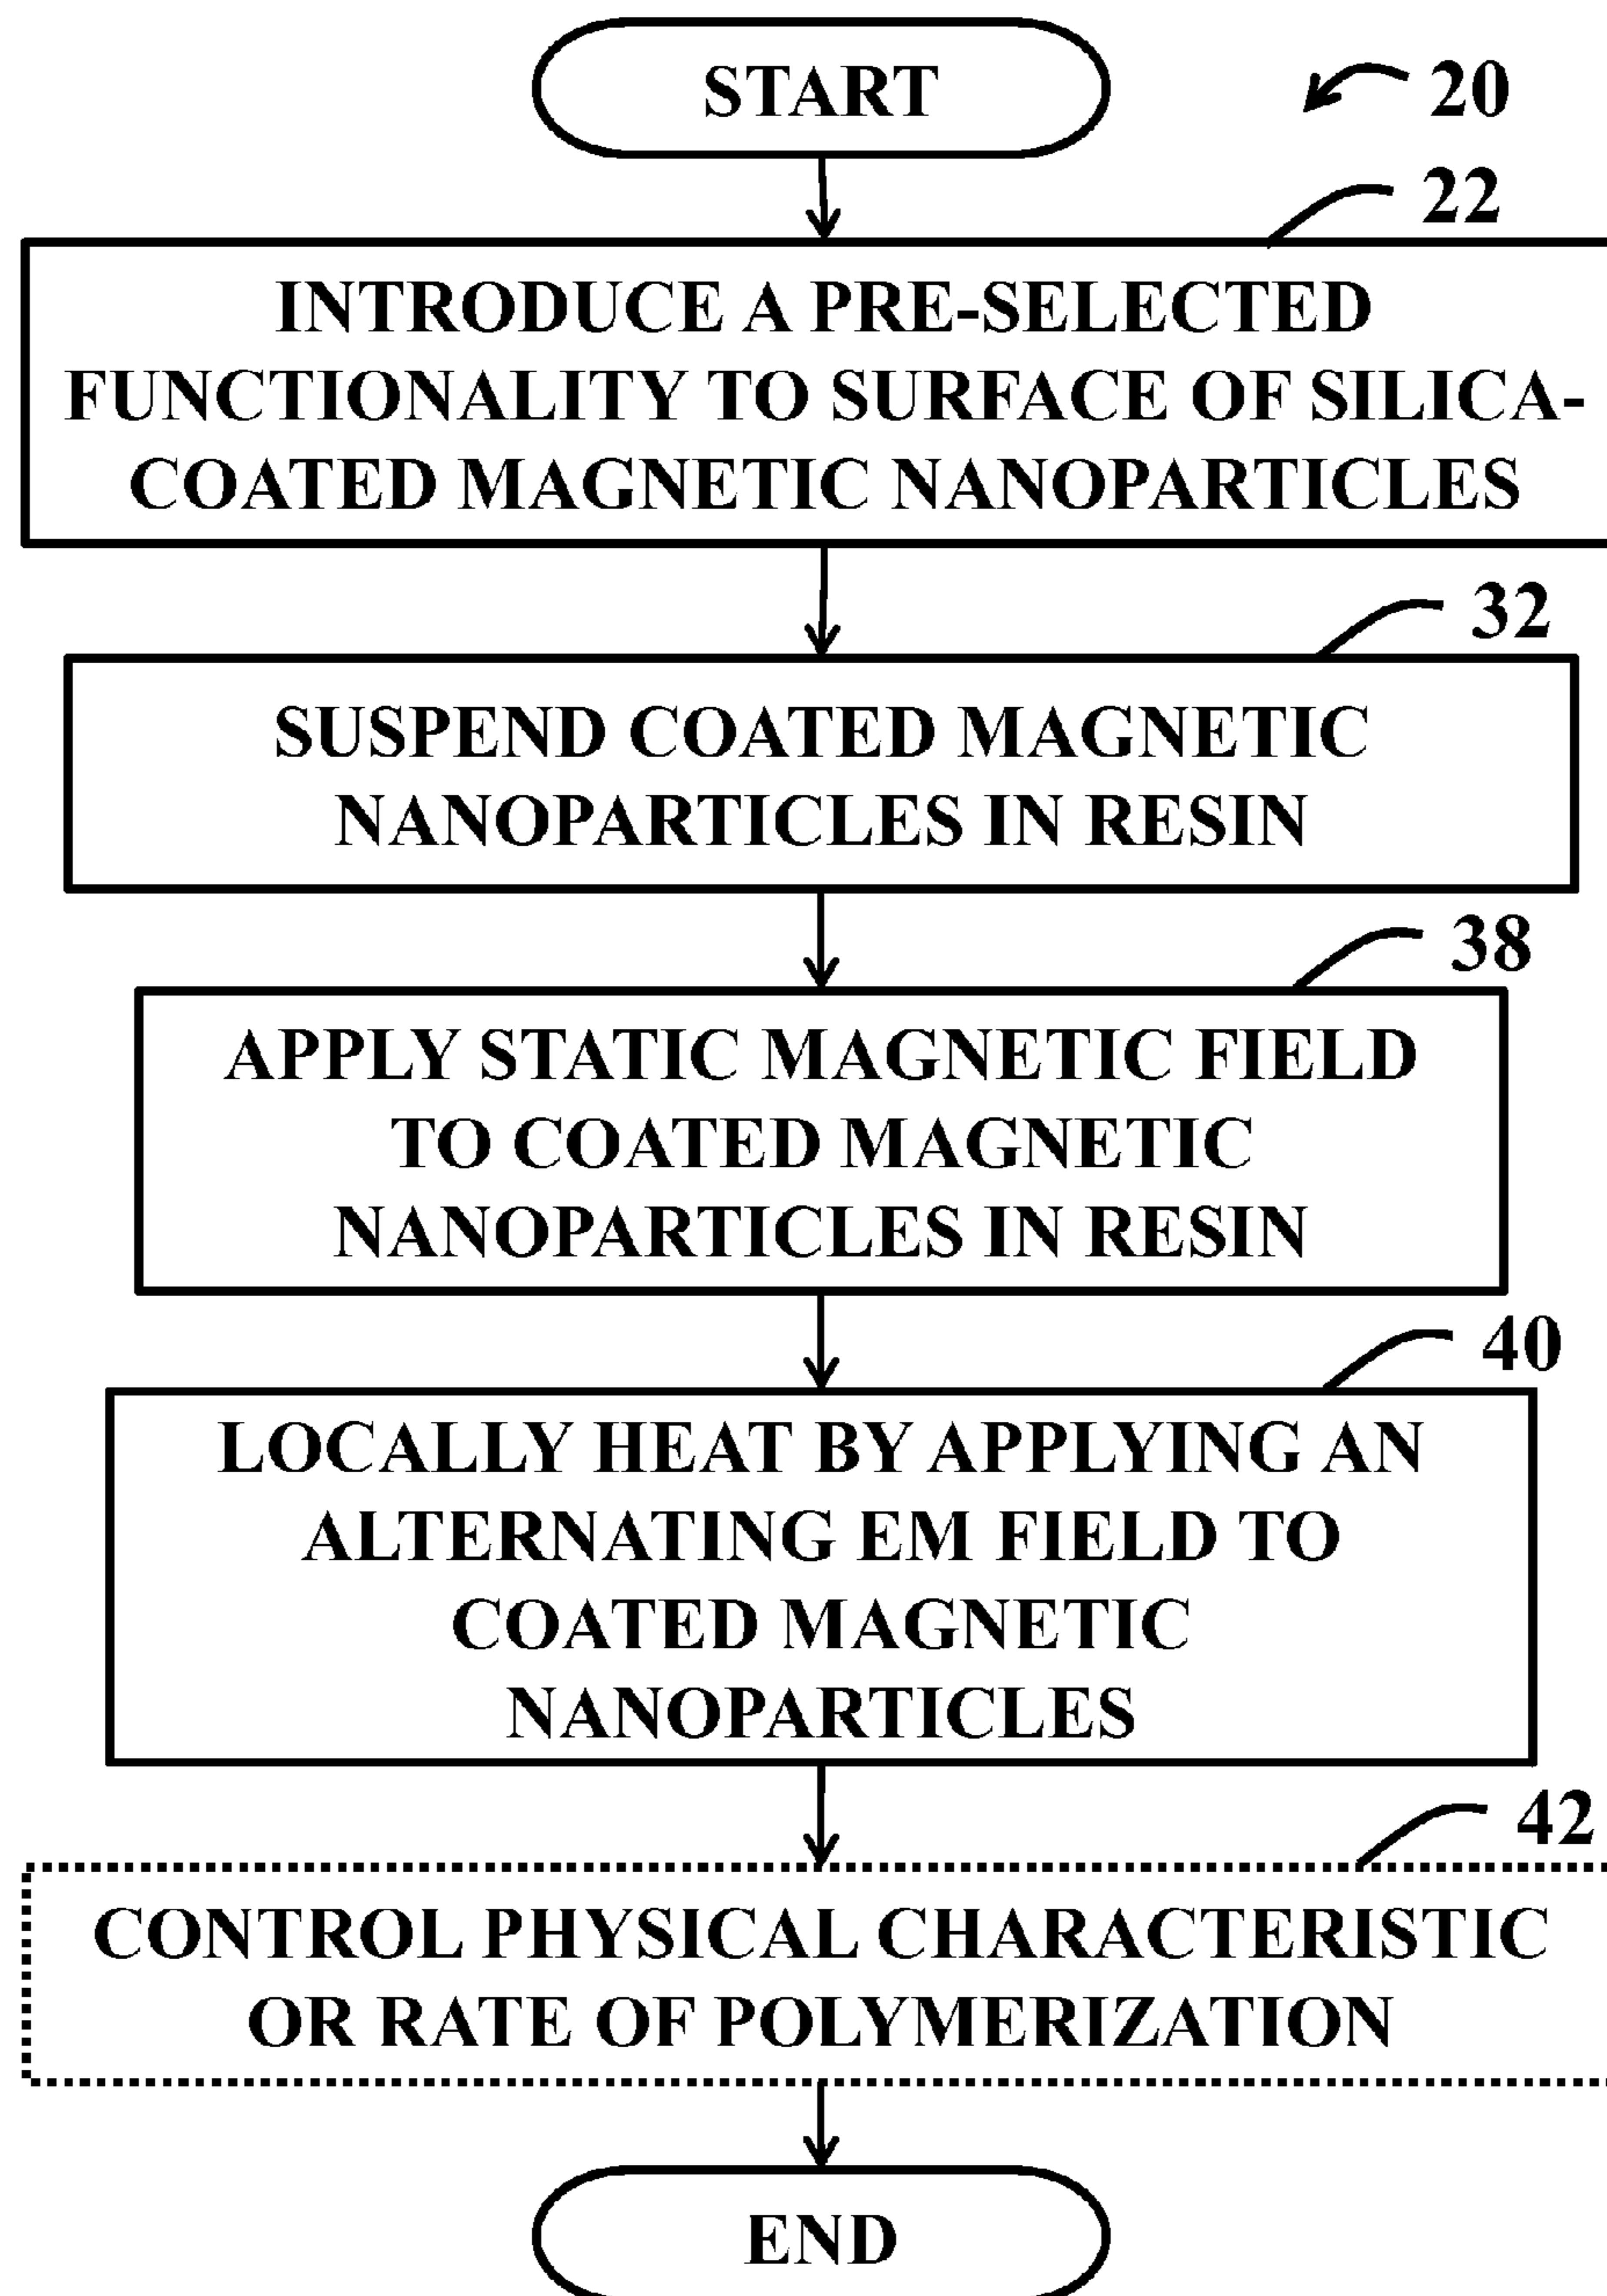 START
20
22
INTRODUCE A PRE-SELECTED
FUNCTIONALITY TO SURFACE OF SILICA-
COATED MAGNETIC NANOPARTICLES
32
SUSPEND COATED MAGNETIC
NANOPARTICLES IN RESIN
38
APPLY STATIC MAGNETIC FIELD
TO COATED MAGNETIC
NANOPARTICLES IN RESIN
40
LOCALLY HEAT BY APPLYING AN
ALTERNATING EM FIELD TO
COATED MAGNETIC
NANOPARTICLES
42
CONTROL PHYSICAL CHARACTERISTIC
OR RATE OF POLYMERIZATION
END